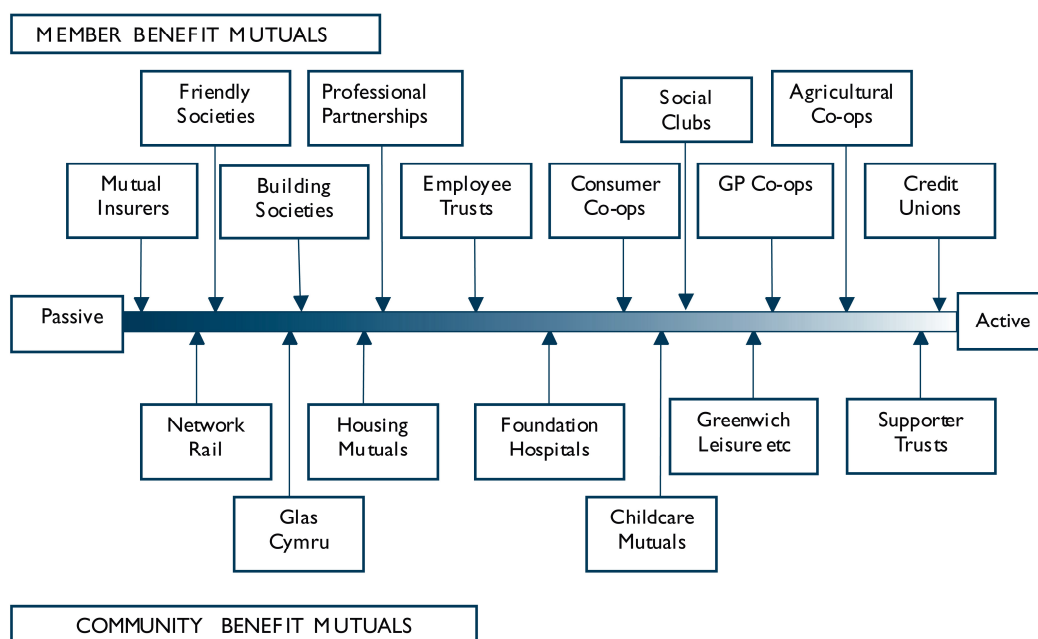 MEMBER BENEFIT MUTUALS
Friendly
Societies
Professional
Partnerships
Social
Clubs
Agricultural
Co-ops
Mutual
Insurers
Building
Societies
Employee
Trusts
Consumer
Co-ops
GP Co-ops
Credit
Unions
Passive
Active
Network
Rail
Housing
Mutuals
Foundation
Hospitals
Greenwich
Leisure etc
Supporter
Trusts
Glas
Cymru
Childcare
Mutuals
COMMUNITY BENEFIT MUTUALS